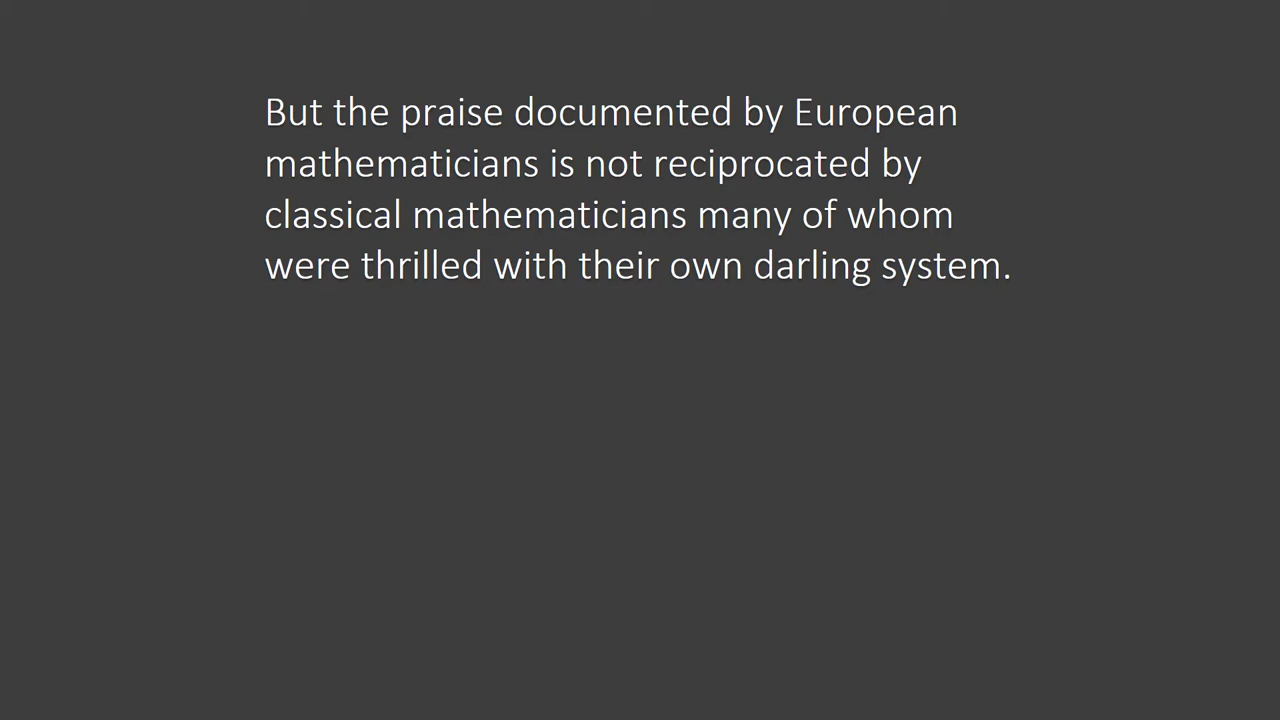 But the praise documented by European
mathematicians is not reciprocated by
classical mathematicians many of whom
were thrilled with their own darling system.